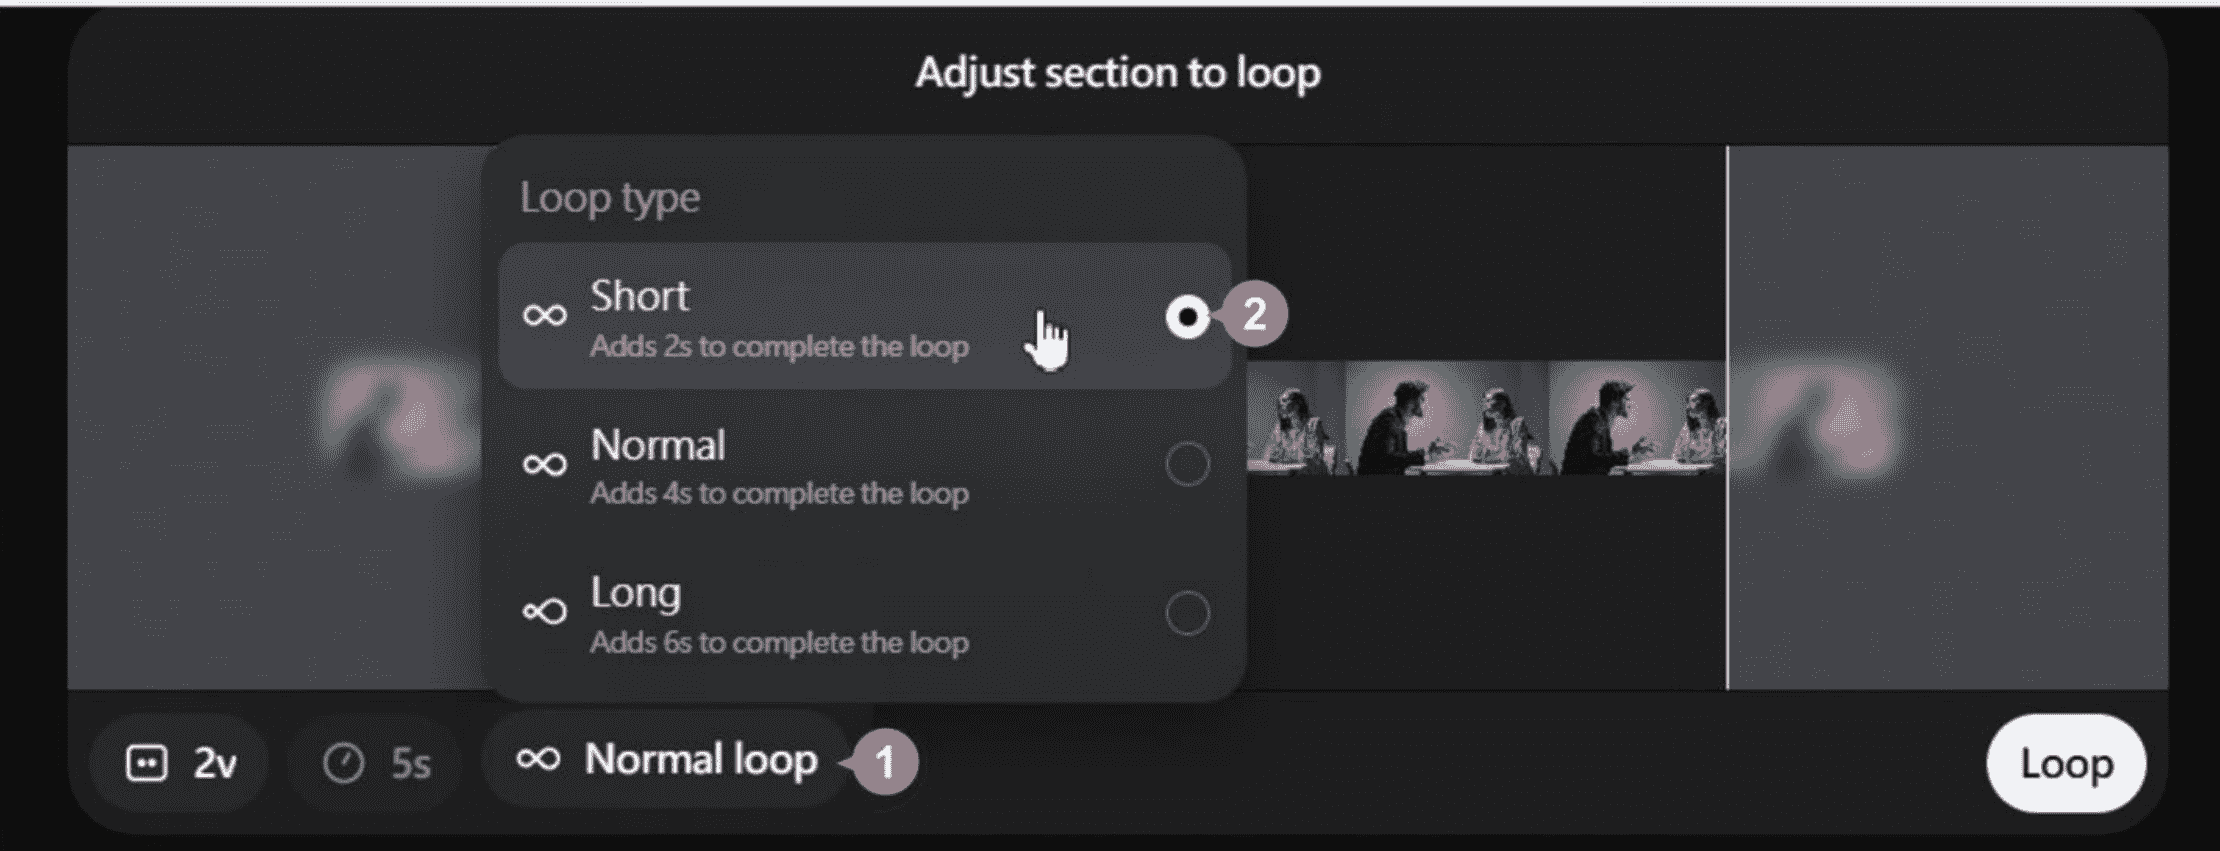 Adjust section to loop
Loop type
Short
Adds 2s to complete the loop
2
Normal
Adds 4s to complete the loop
Long
Adds 6s to complete the loop
2v
5s
Normal loop
1
Loop